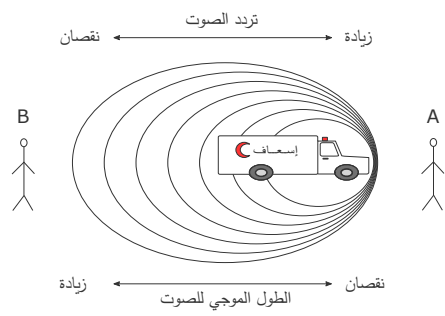 تردد الصوت
زيادة
نقصان
B
A
إسعاف
نقصان
زيادة
الطول الموجي للصوت